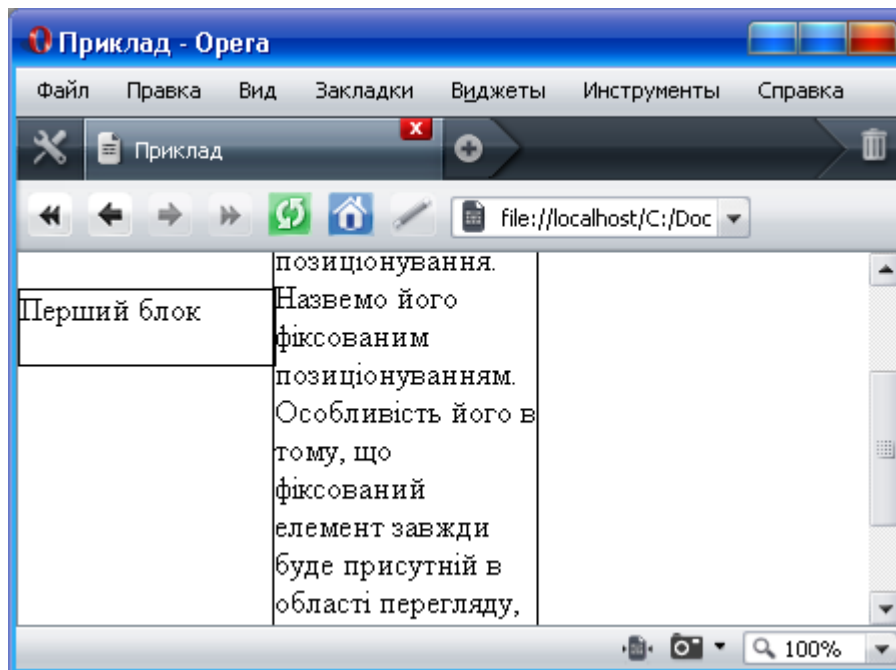 Приклад - Opera
Файл Правка Вид Закладки Виджеты Инструменты Справка
Приклад
file://localhost/C:/Doc
Перший блок
позиціонування.
Назвемо його
фіксованим
позиціонуванням.
Особливість його в
тому, що
фіксований
елемент завжди
буде присутній в
області перегляду,
100%